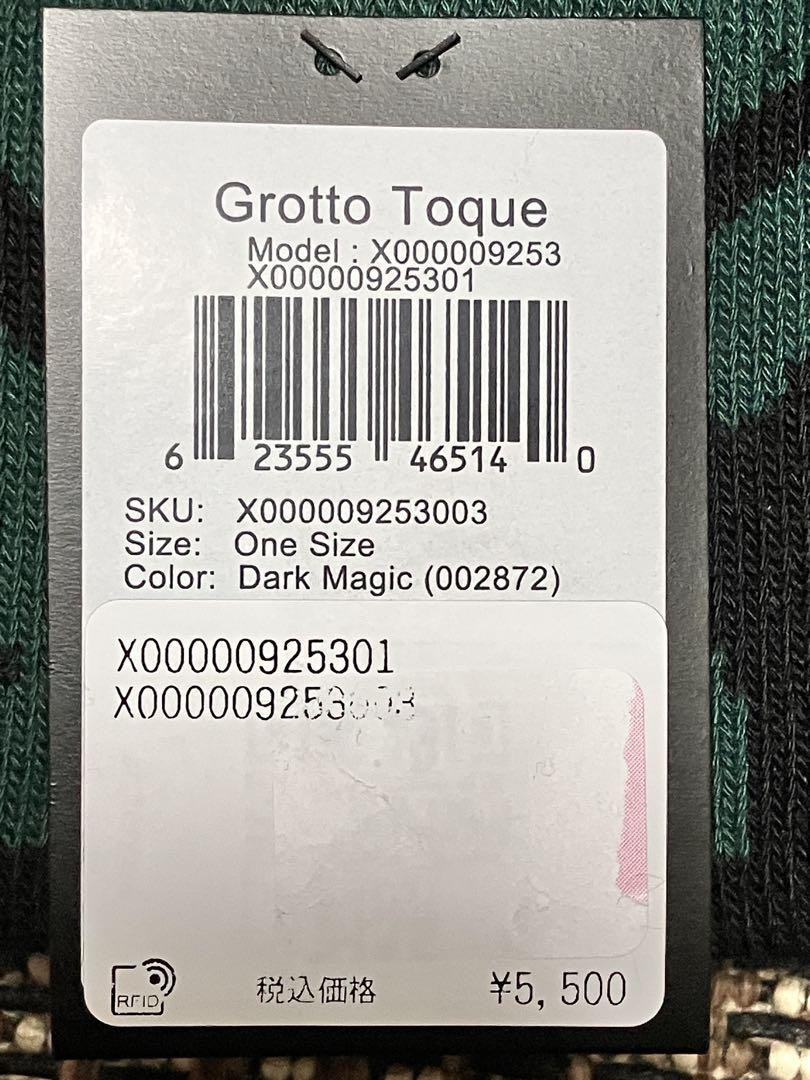 Grotto Toque
Model : X000009253
X00000925301
6 23555 46514 0
SKU: X000009253003
Size: One Size
Color: Dark Magic (002872)
X00000925301
X000009253003
RFID
税込価格 ¥5,500